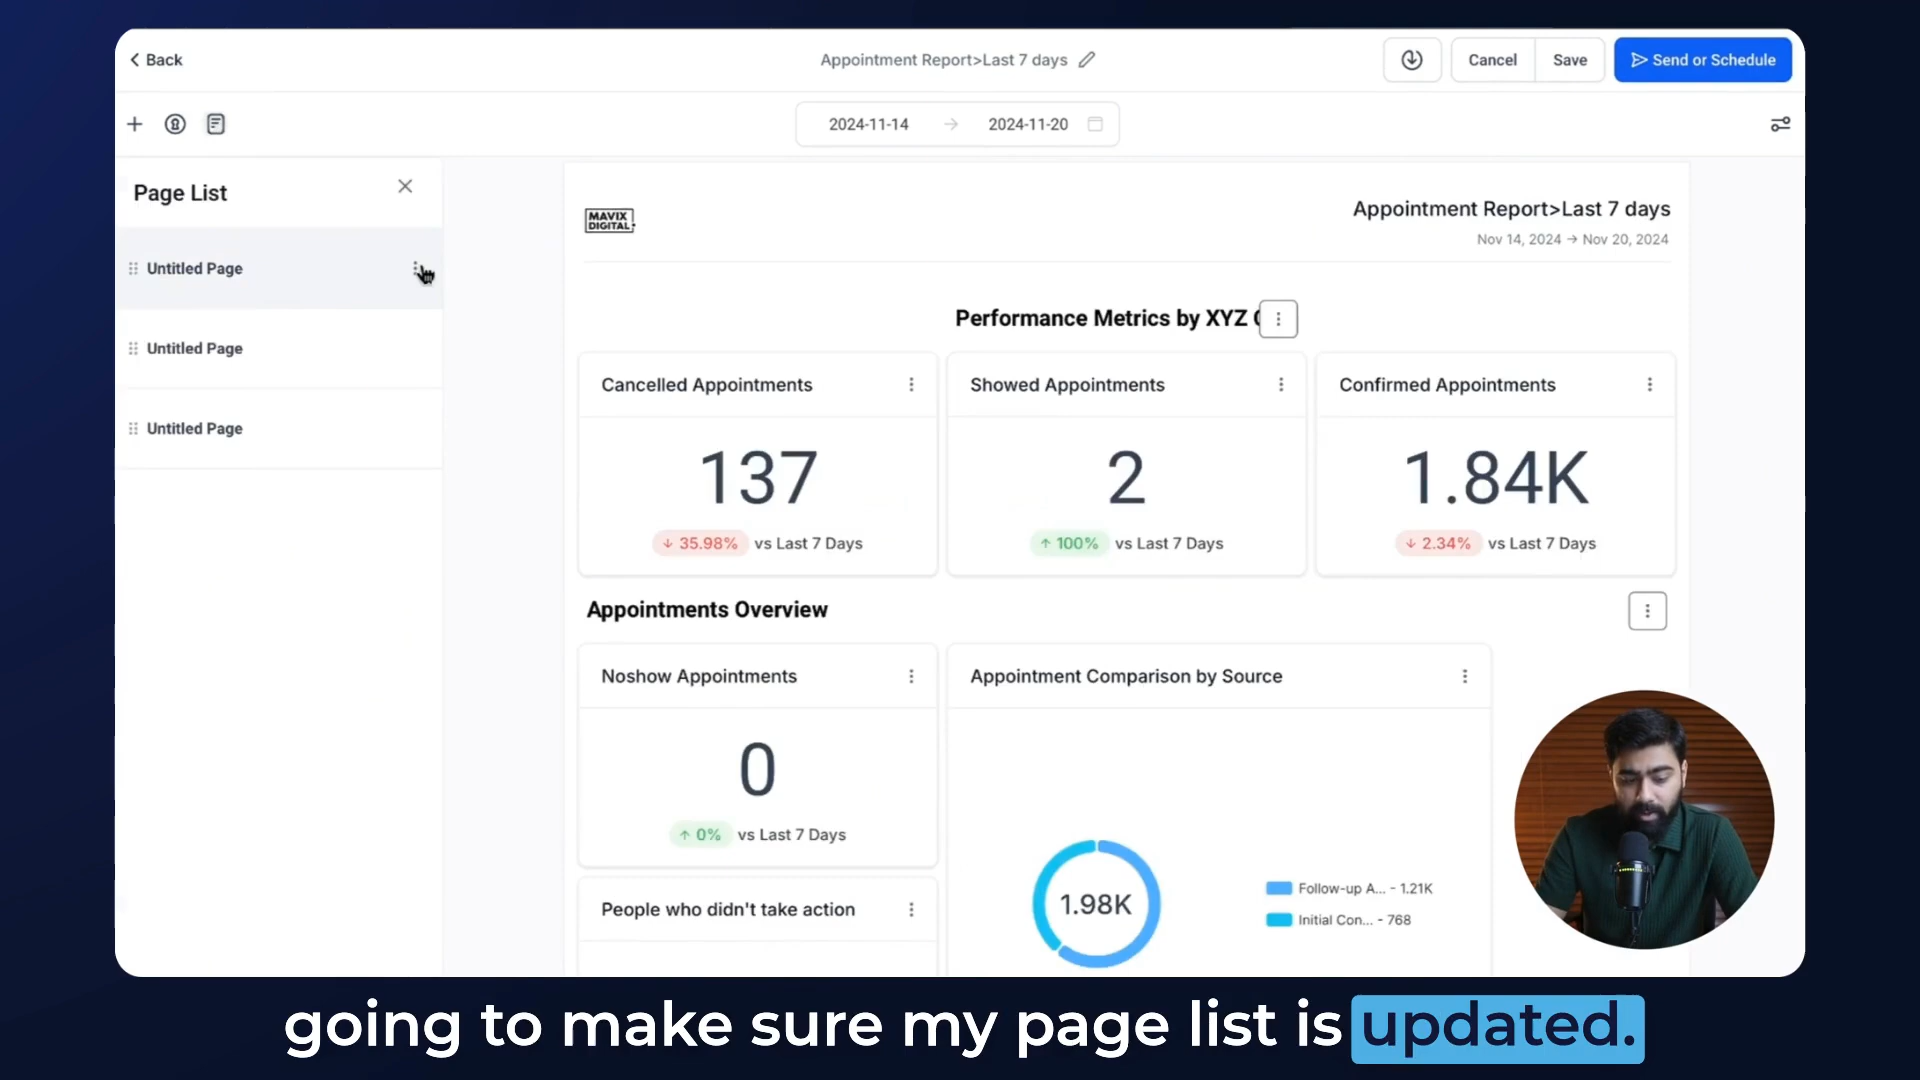 Back
Appointment Report>Last 7 days
Cancel
Save
Send or Schedule
2024-11-14
2024-11-20
Page List
Untitled Page
Untitled Page
Untitled Page
MAVIX
DIGITAL.
Appointment Report>Last 7 days
Nov 14, 2024 → Nov 20, 2024
Performance Metrics by XYZ
Cancelled Appointments
137
↓ 35.98% vs Last 7 Days
Showed Appointments
2
↑ 100% vs Last 7 Days
Confirmed Appointments
1.84K
↓ 2.34% vs Last 7 Days
Appointments Overview
Noshow Appointments
0
↑ 0% vs Last 7 Days
People who didn't take action
Appointment Comparison by Source
1.98K
Follow-up A... - 1.21K
Initial Con... - 768
going to make sure my page list is updated.